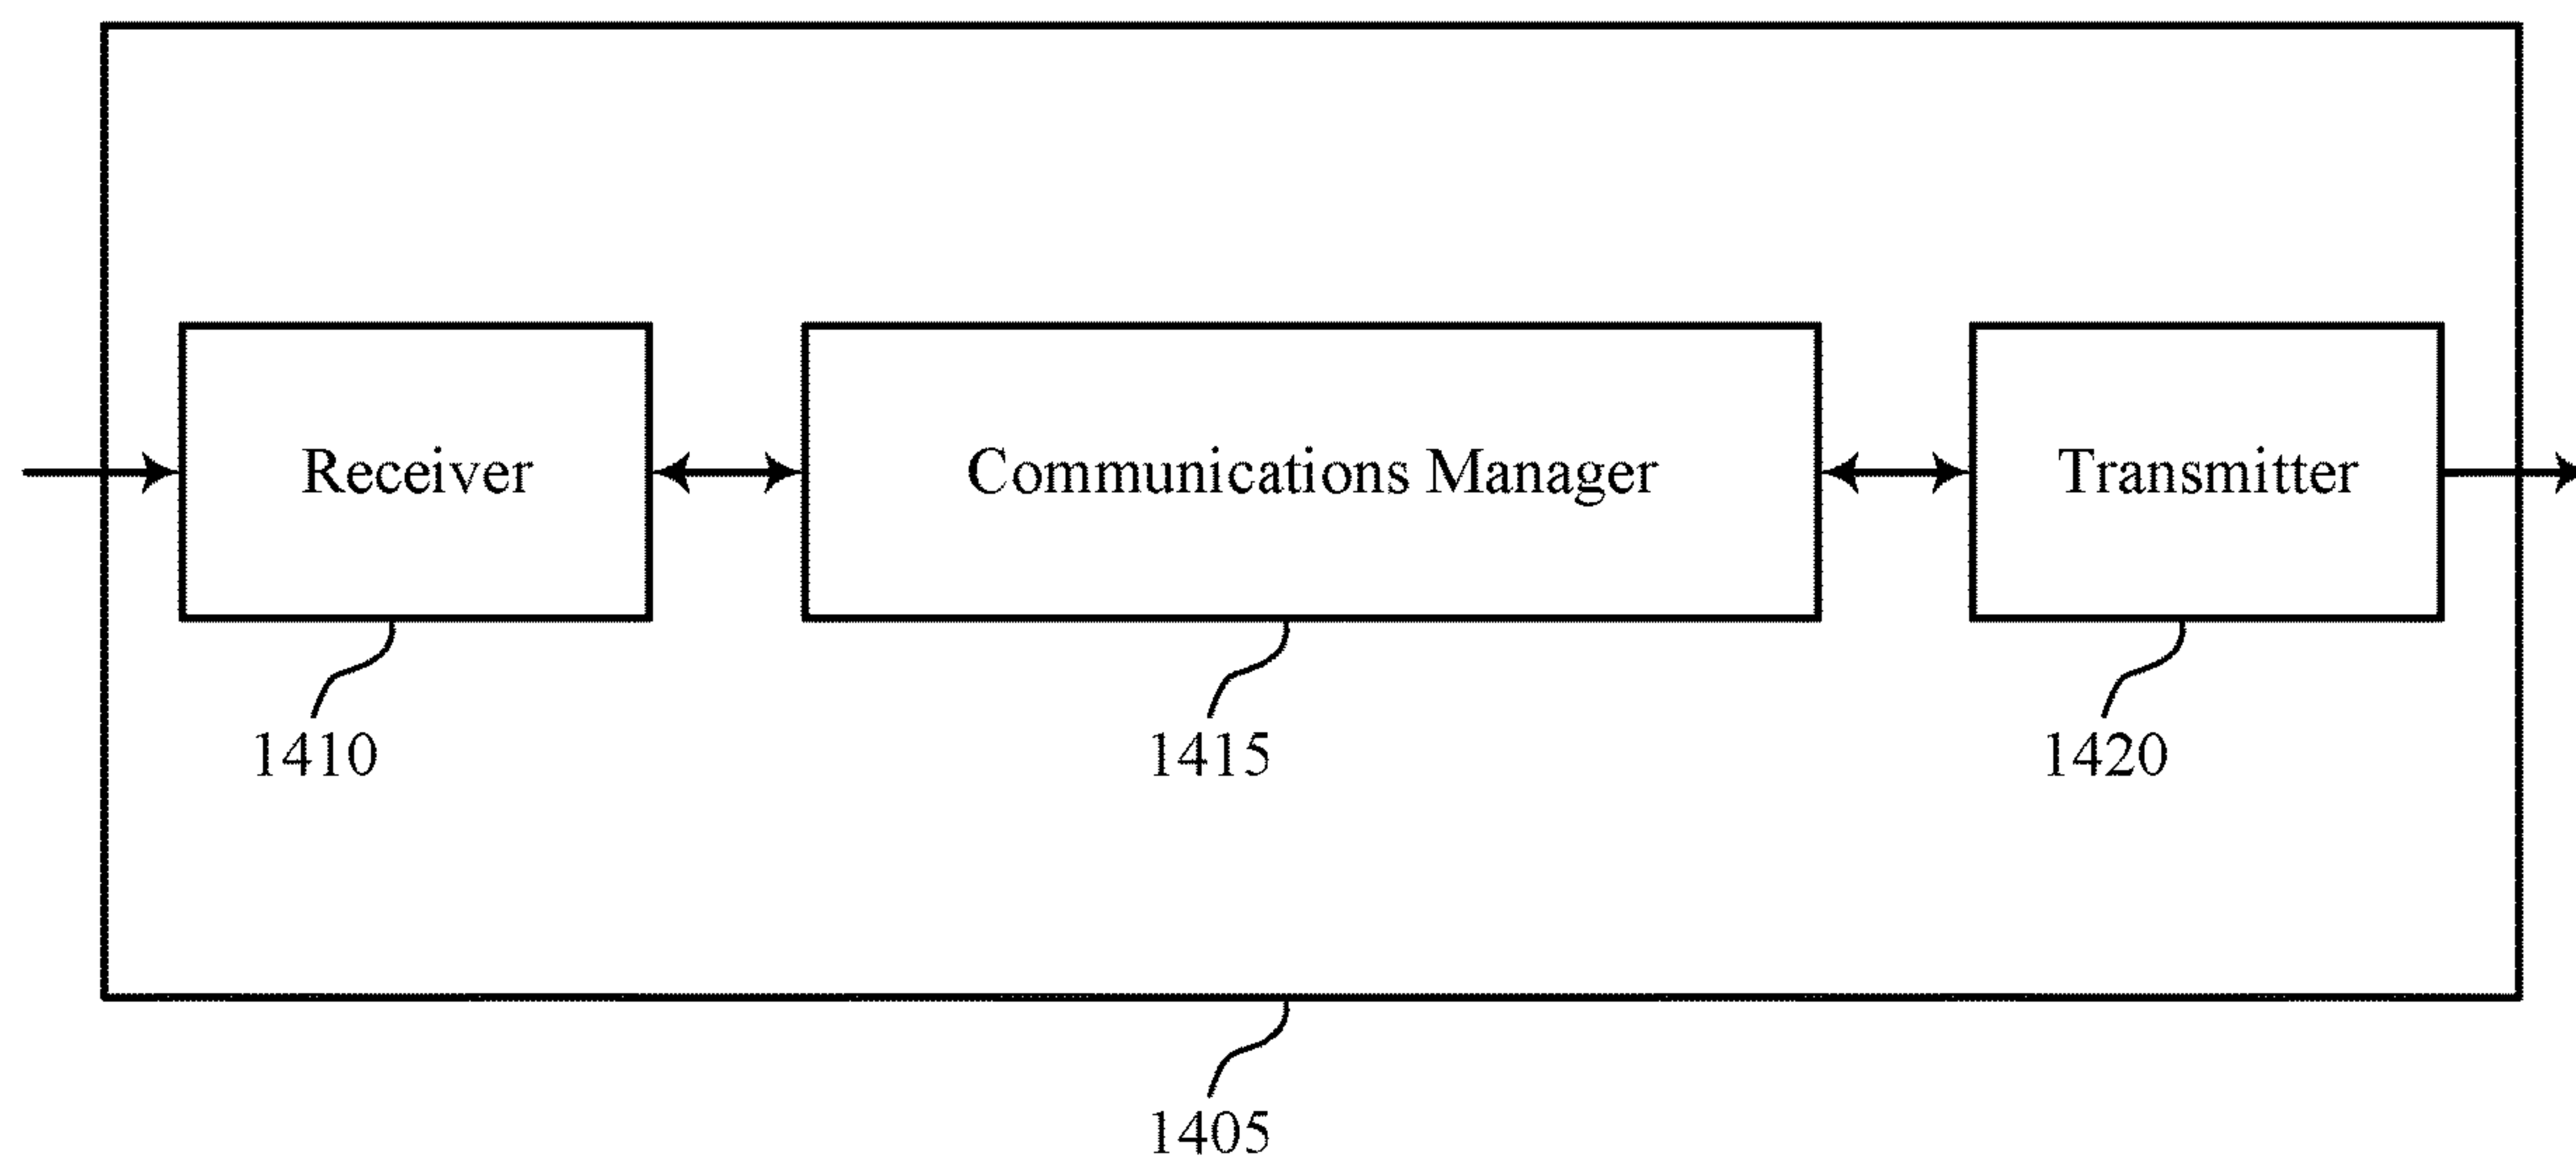 Receiver
Communications Manager
Transmitter
1410
1415
1420
1405